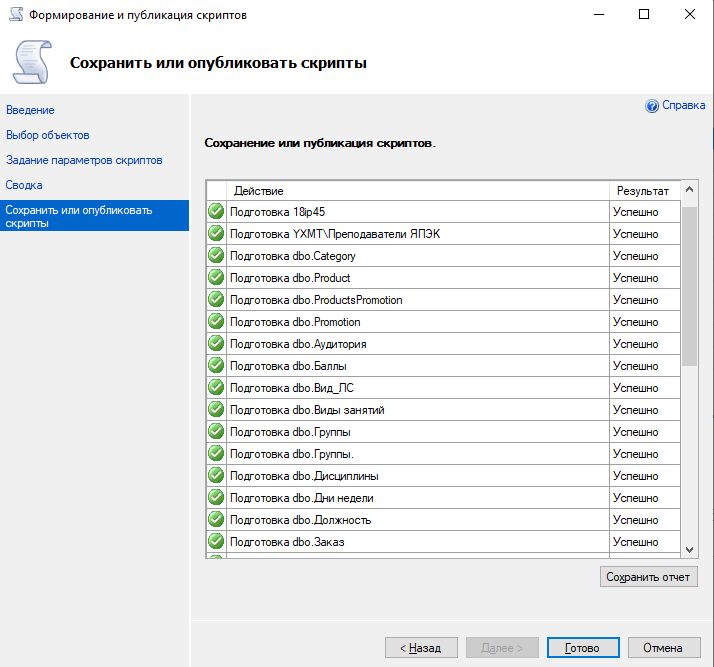 Формирование и публикация скриптов
Сохранить или опубликовать скрипты
Введение
Выбор объектов
Задание параметров скриптов
Сводка
Сохранить или опубликовать
скрипты
Справка
Сохранение или публикация скриптов.
Действие Результат
Подготовка 18ip45 Успешно
Подготовка YXMT\Преподаватели ЯПЭК Успешно
Подготовка dbo.Category Успешно
Подготовка dbo.Product Успешно
Подготовка dbo.ProductsPromotion Успешно
Подготовка dbo.Promotion Успешно
Подготовка dbo.Аудитория Успешно
Подготовка dbo.Баллы Успешно
Подготовка dbo.Вид_ЛС Успешно
Подготовка dbo.Виды занятий Успешно
Подготовка dbo.Группы Успешно
Подготовка dbo.Группы. Успешно
Подготовка dbo.Дисциплины Успешно
Подготовка dbo.Дни недели Успешно
Подготовка dbo.Должность Успешно
Подготовка dbo.Заказ Успешно
Сохранить отчет
< Назад Далее > Готово Отмена